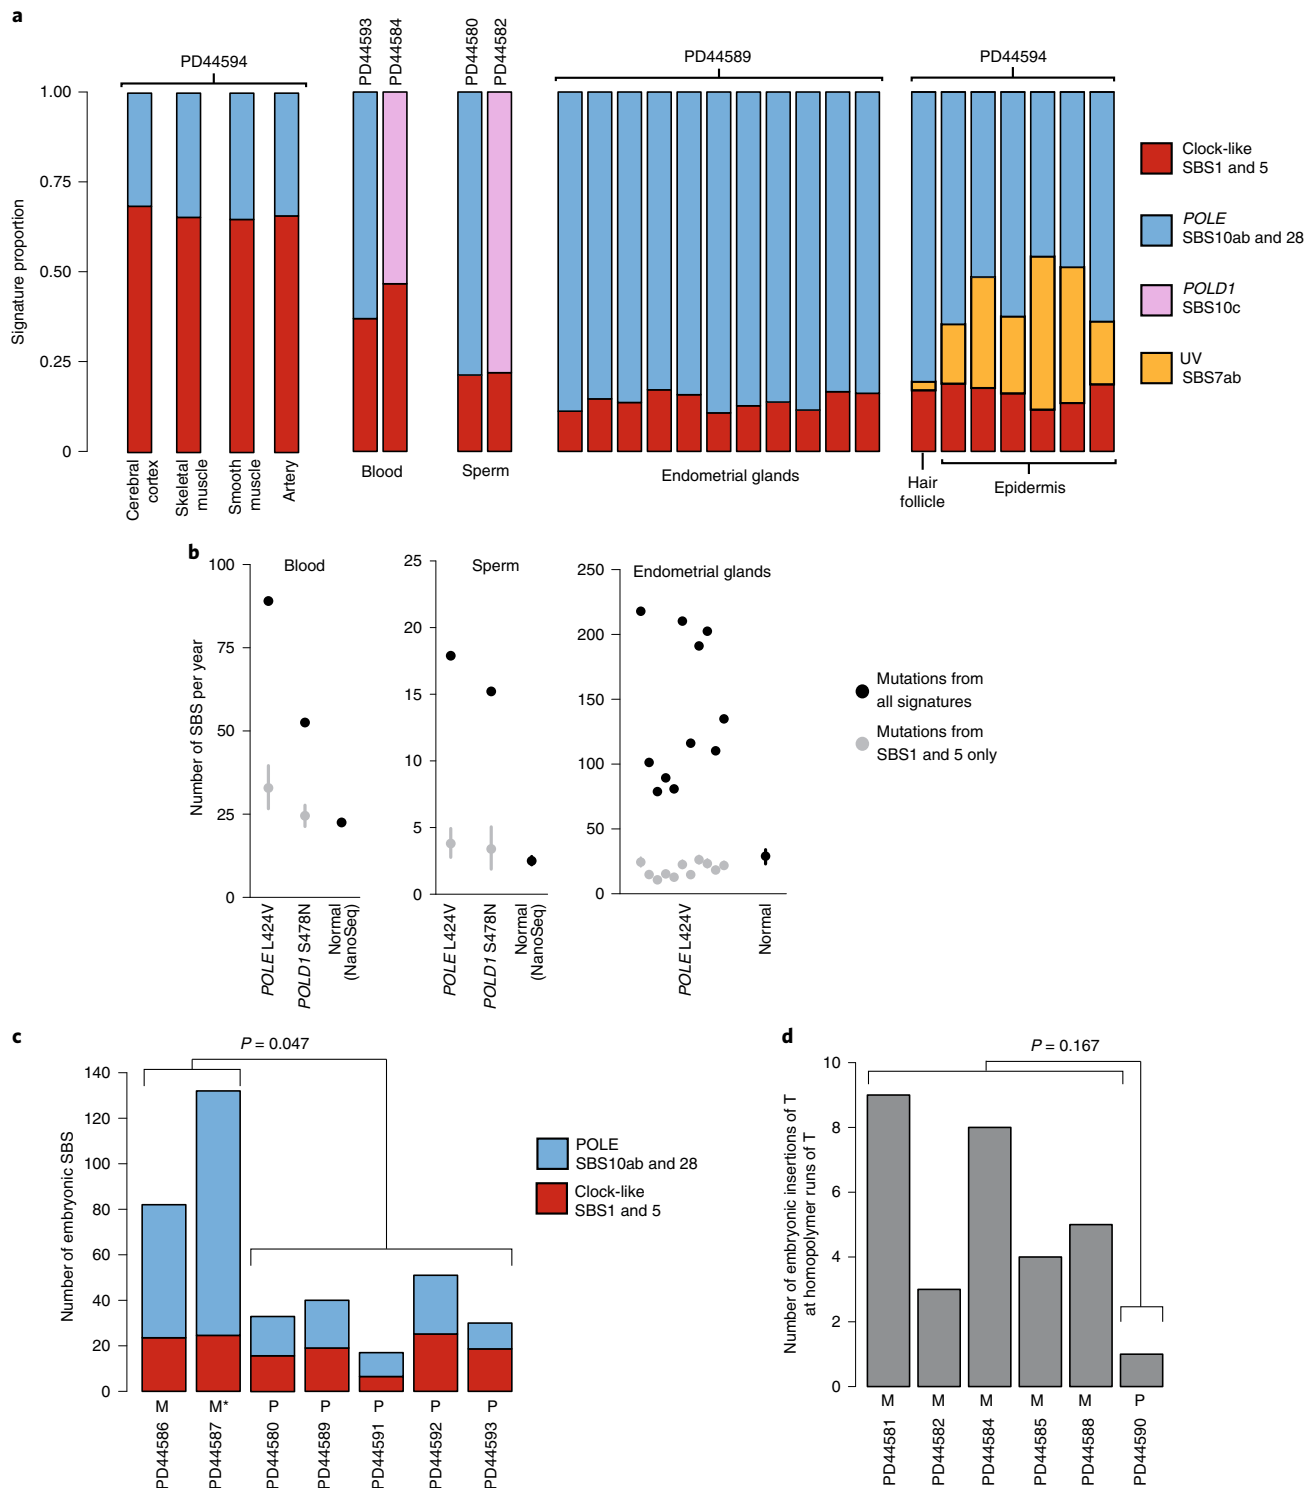 a
PD44594
PD44593
PD44584
PD44580
PD44582
PD44589
PD44594
Signature proportion
1.00
0.75
0.50
0.25
0
Cerebral
cortex
Skeletal
muscle
Smooth
muscle
Artery
Blood
Sperm
Endometrial glands
Hair
follicle
Epidermis
Clock-like
SBS1 and 5
POLE
SBS10ab and 28
POLD1
SBS10c
UV
SBS7ab
b
Number of SBS per year
Blood
100
75
50
25
0
POLE L424V
POLD1 S478N
Normal
(NanoSeq)
Sperm
25
20
15
10
5
0
POLE L424V
POLD1 S478N
Normal
(NanoSeq)
Endometrial glands
250
200
150
100
50
0
POLE L424V
Normal
Mutations from
all signatures
Mutations from
SBS1 and 5 only
c
P = 0.047
Number of embryonic SBS
140
120
100
80
60
40
20
0
M
M*
P
P
P
P
P
PD44586
PD44587
PD44580
PD44589
PD44591
PD44592
PD44593
POLE
SBS10ab and 28
Clock-like
SBS1 and 5
d
P = 0.167
Number of embryonic insertions of T
at homopolymer runs of T
10
8
6
4
2
0
M
M
M
M
M
P
PD44581
PD44582
PD44584
PD44585
PD44588
PD44590